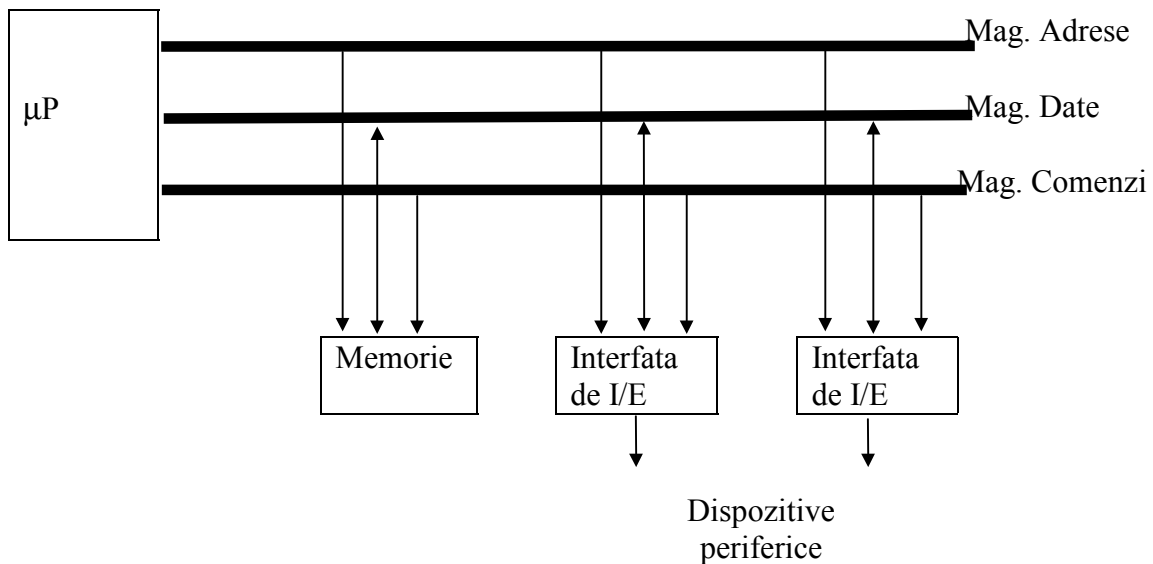 Mag. Adrese
μP
Mag. Date
Mag. Comenzi
Memorie
Interfata
de I/E
Interfata
de I/E
Dispozitive
periferice